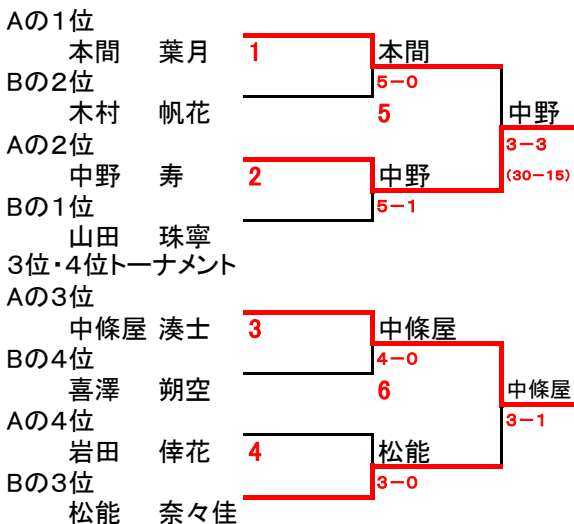 Aの1位
本間 葉月 1 本間
Bの2位 5-0
木村 帆花 5 中野
Aの2位 3-3
中野 寿 2 中野 (30-15)
Bの1位 5-1
山田 珠寧
3位・4位トーナメント
Aの3位
中條屋 湊士 3 中條屋
Bの4位 4-0
喜澤 朔空 6 中條屋
Aの4位 3-1
岩田 倖花 4 松能
Bの3位 3-0
松能 奈々佳